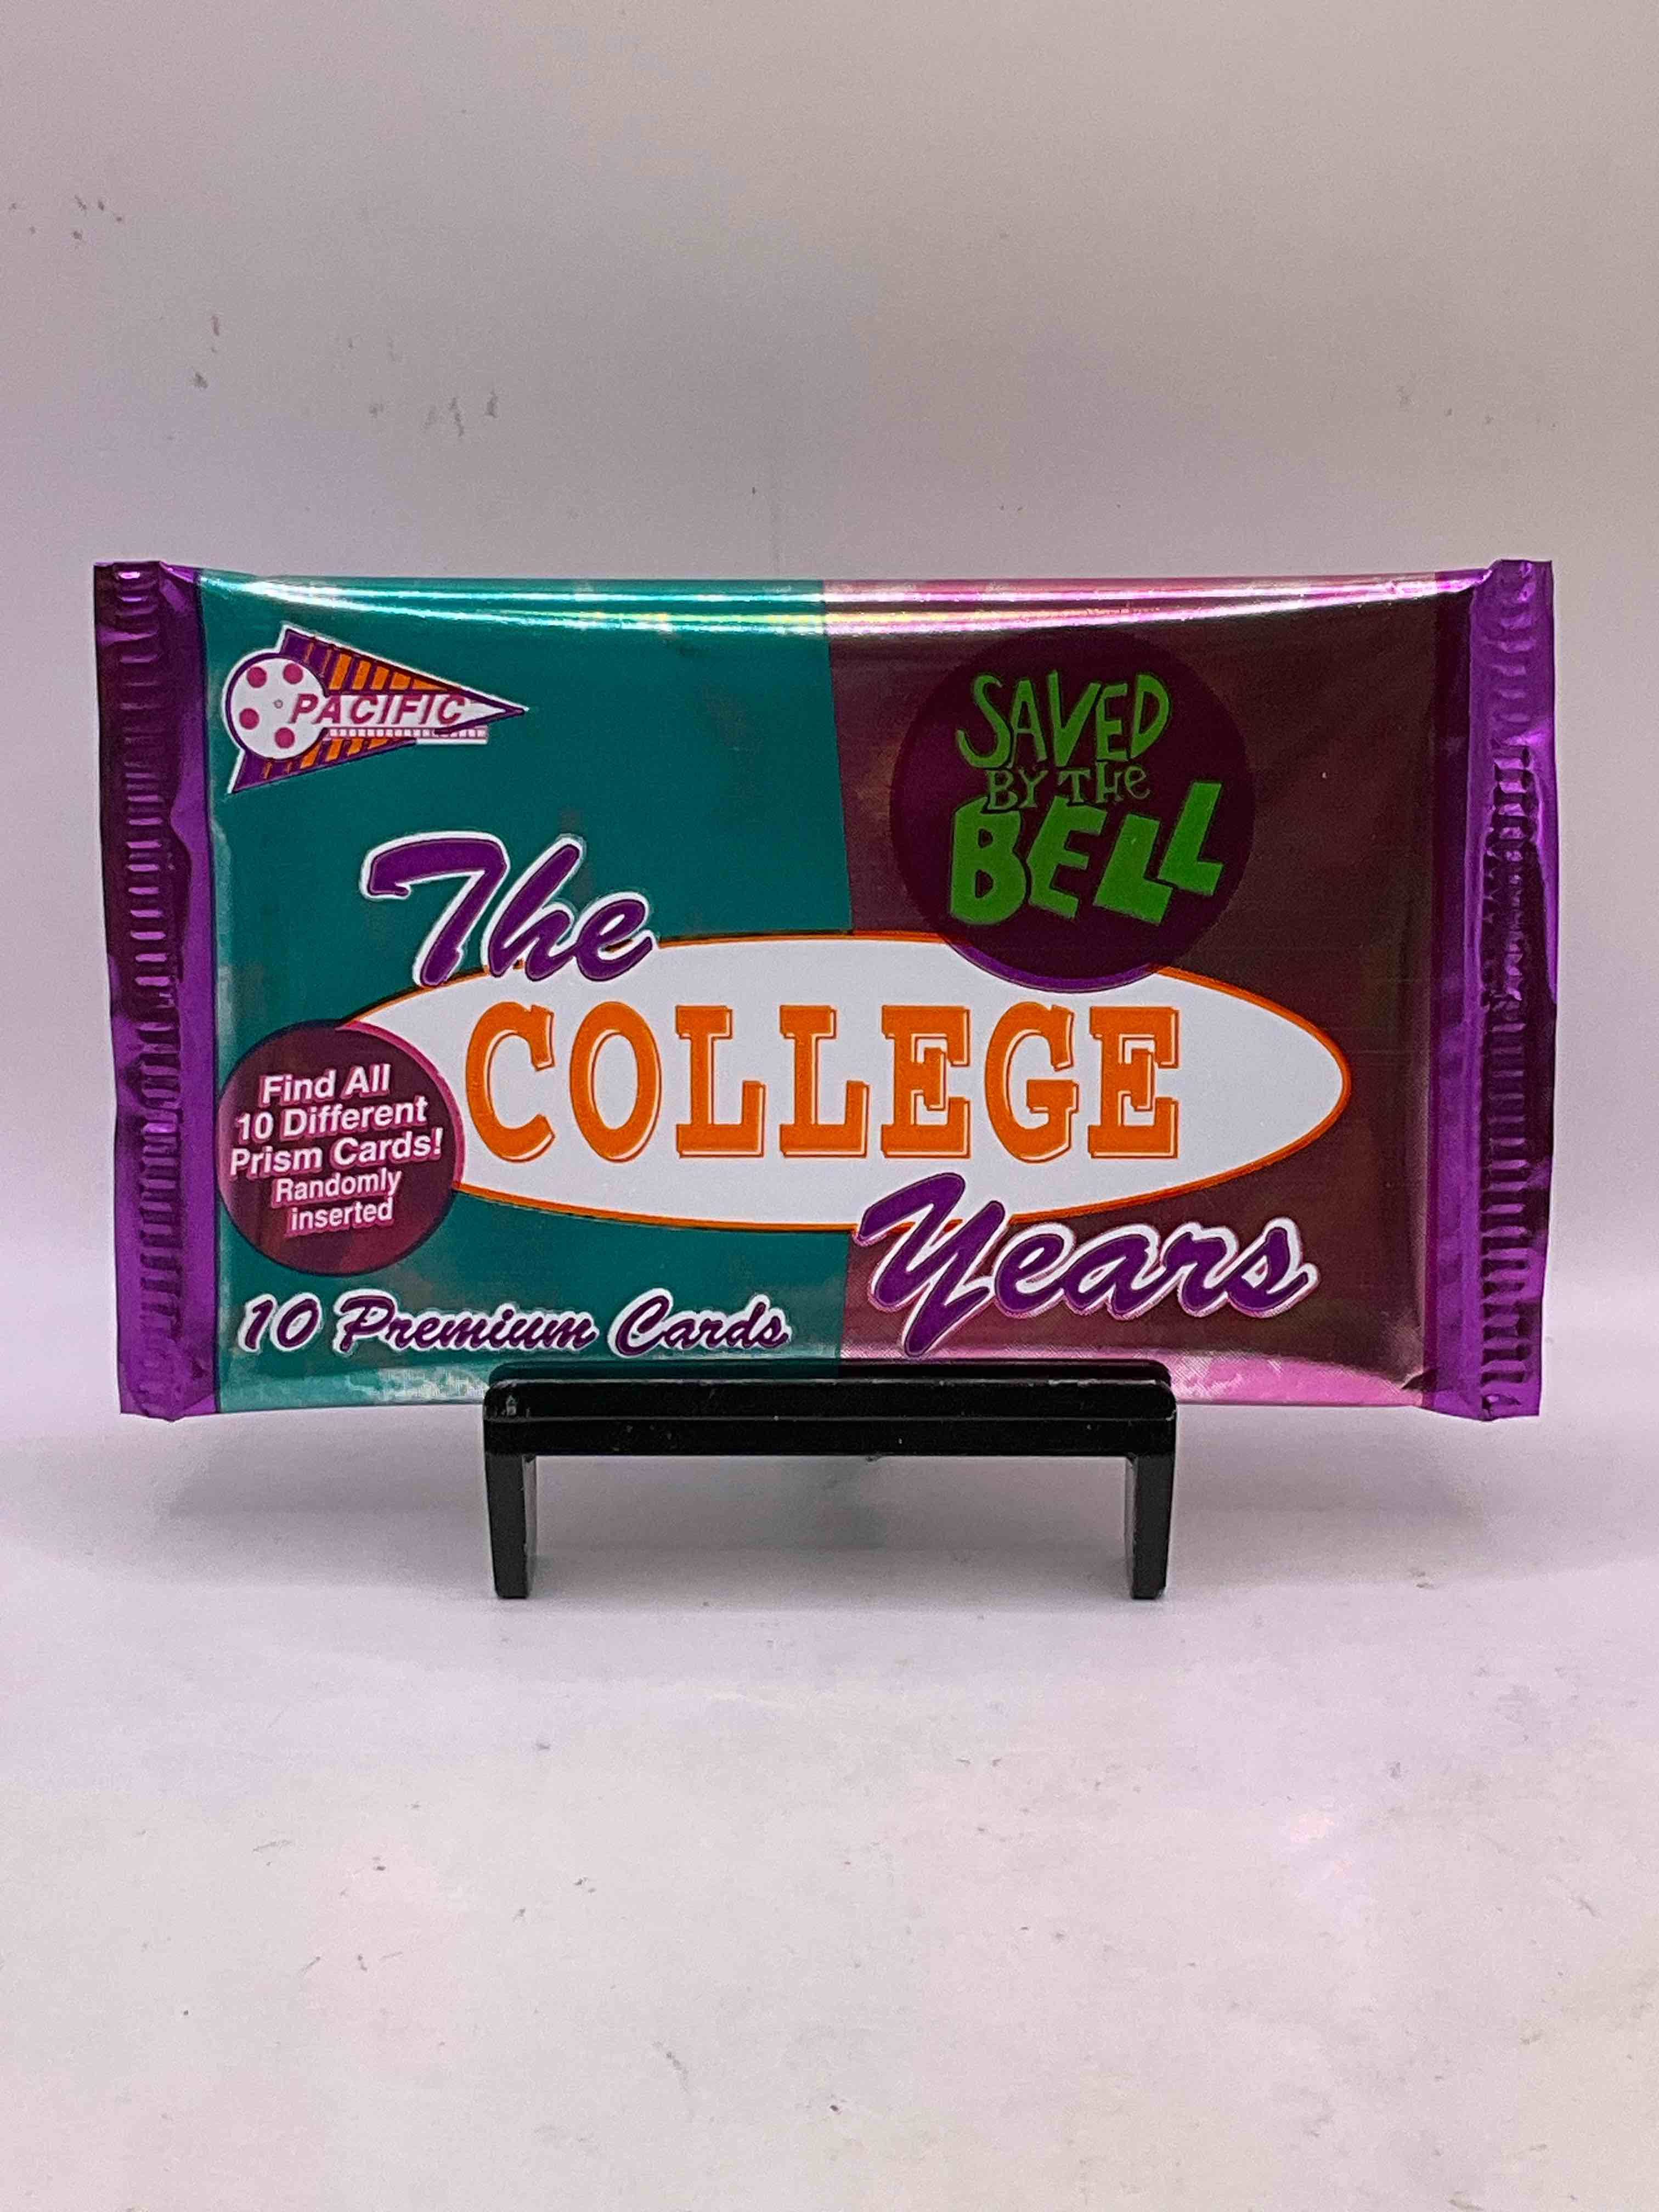 PACIFIC
SAVED
BY THe
BELL
The
COLLEGE
Years
Find All
10 Different
Prism Cards!
Randomly
inserted
10 Premium Cards